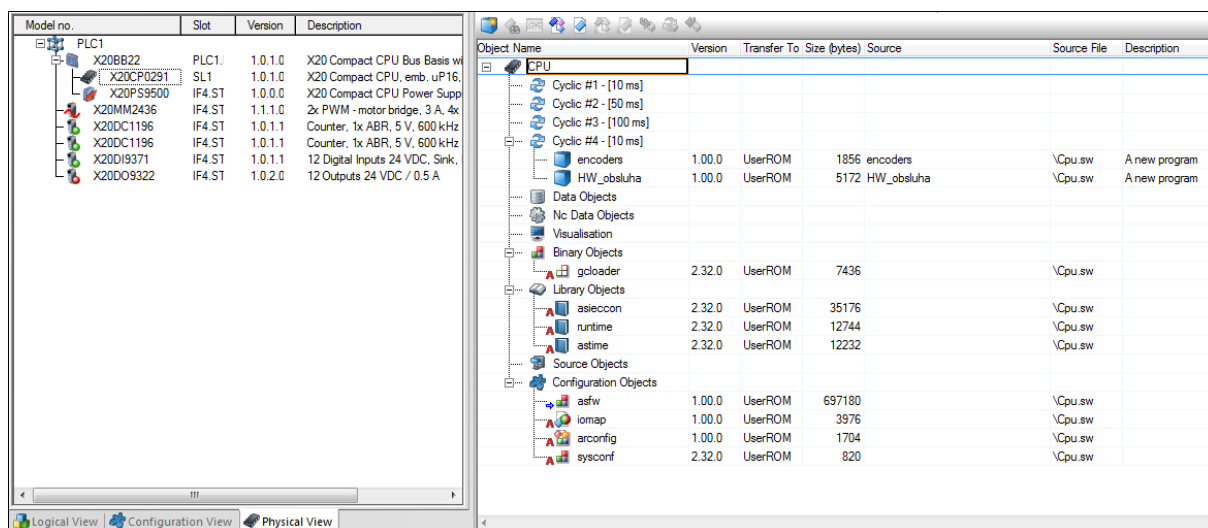 Model no. Slot Version Description
PLC1
X20BB22 PLC1. 1.0.1.0 X20 Compact CPU Bus Basis wi
X20CP0291 SL1 1.0.1.0 X20 Compact CPU, emb. uP16,
X20PS9500 IF4.ST 1.0.0.0 X20 Compact CPU Power Supp
X20MM2436 IF4.ST 1.1.1.0 2x PWM - motor bridge, 3 A, 4x
X20DC1196 IF4.ST 1.0.1.1 Counter, 1x ABR, 5 V, 600 kHz
X20DC1196 IF4.ST 1.0.1.1 Counter, 1x ABR, 5 V, 600 kHz
X20DI9371 IF4.ST 1.0.1.1 12 Digital Inputs 24 VDC, Sink,
X20DO9322 IF4.ST 1.0.2.0 12 Outputs 24 VDC / 0.5 A
Logical View Configuration View Physical View
Object Name Version Transfer To Size (bytes) Source Source File Description
CPU
Cyclic #1 - [10 ms]
Cyclic #2 - [50 ms]
Cyclic #3 - [100 ms]
Cyclic #4 - [10 ms]
encoders 1.00.0 UserROM 1856 encoders \Cpu.sw A new program
HW_obsluha 1.00.0 UserROM 5172 HW_obsluha \Cpu.sw A new program
Data Objects
Nc Data Objects
Visualisation
Binary Objects
gcloader 2.32.0 UserROM 7436 \Cpu.sw
Library Objects
asieccon 2.32.0 UserROM 35176 \Cpu.sw
runtime 2.32.0 UserROM 12744 \Cpu.sw
astime 2.32.0 UserROM 12232 \Cpu.sw
Source Objects
Configuration Objects
asfw 1.00.0 UserROM 697180 \Cpu.sw
iomap 1.00.0 UserROM 3976 \Cpu.sw
arconfig 1.00.0 UserROM 1704 \Cpu.sw
sysconf 2.32.0 UserROM 820 \Cpu.sw